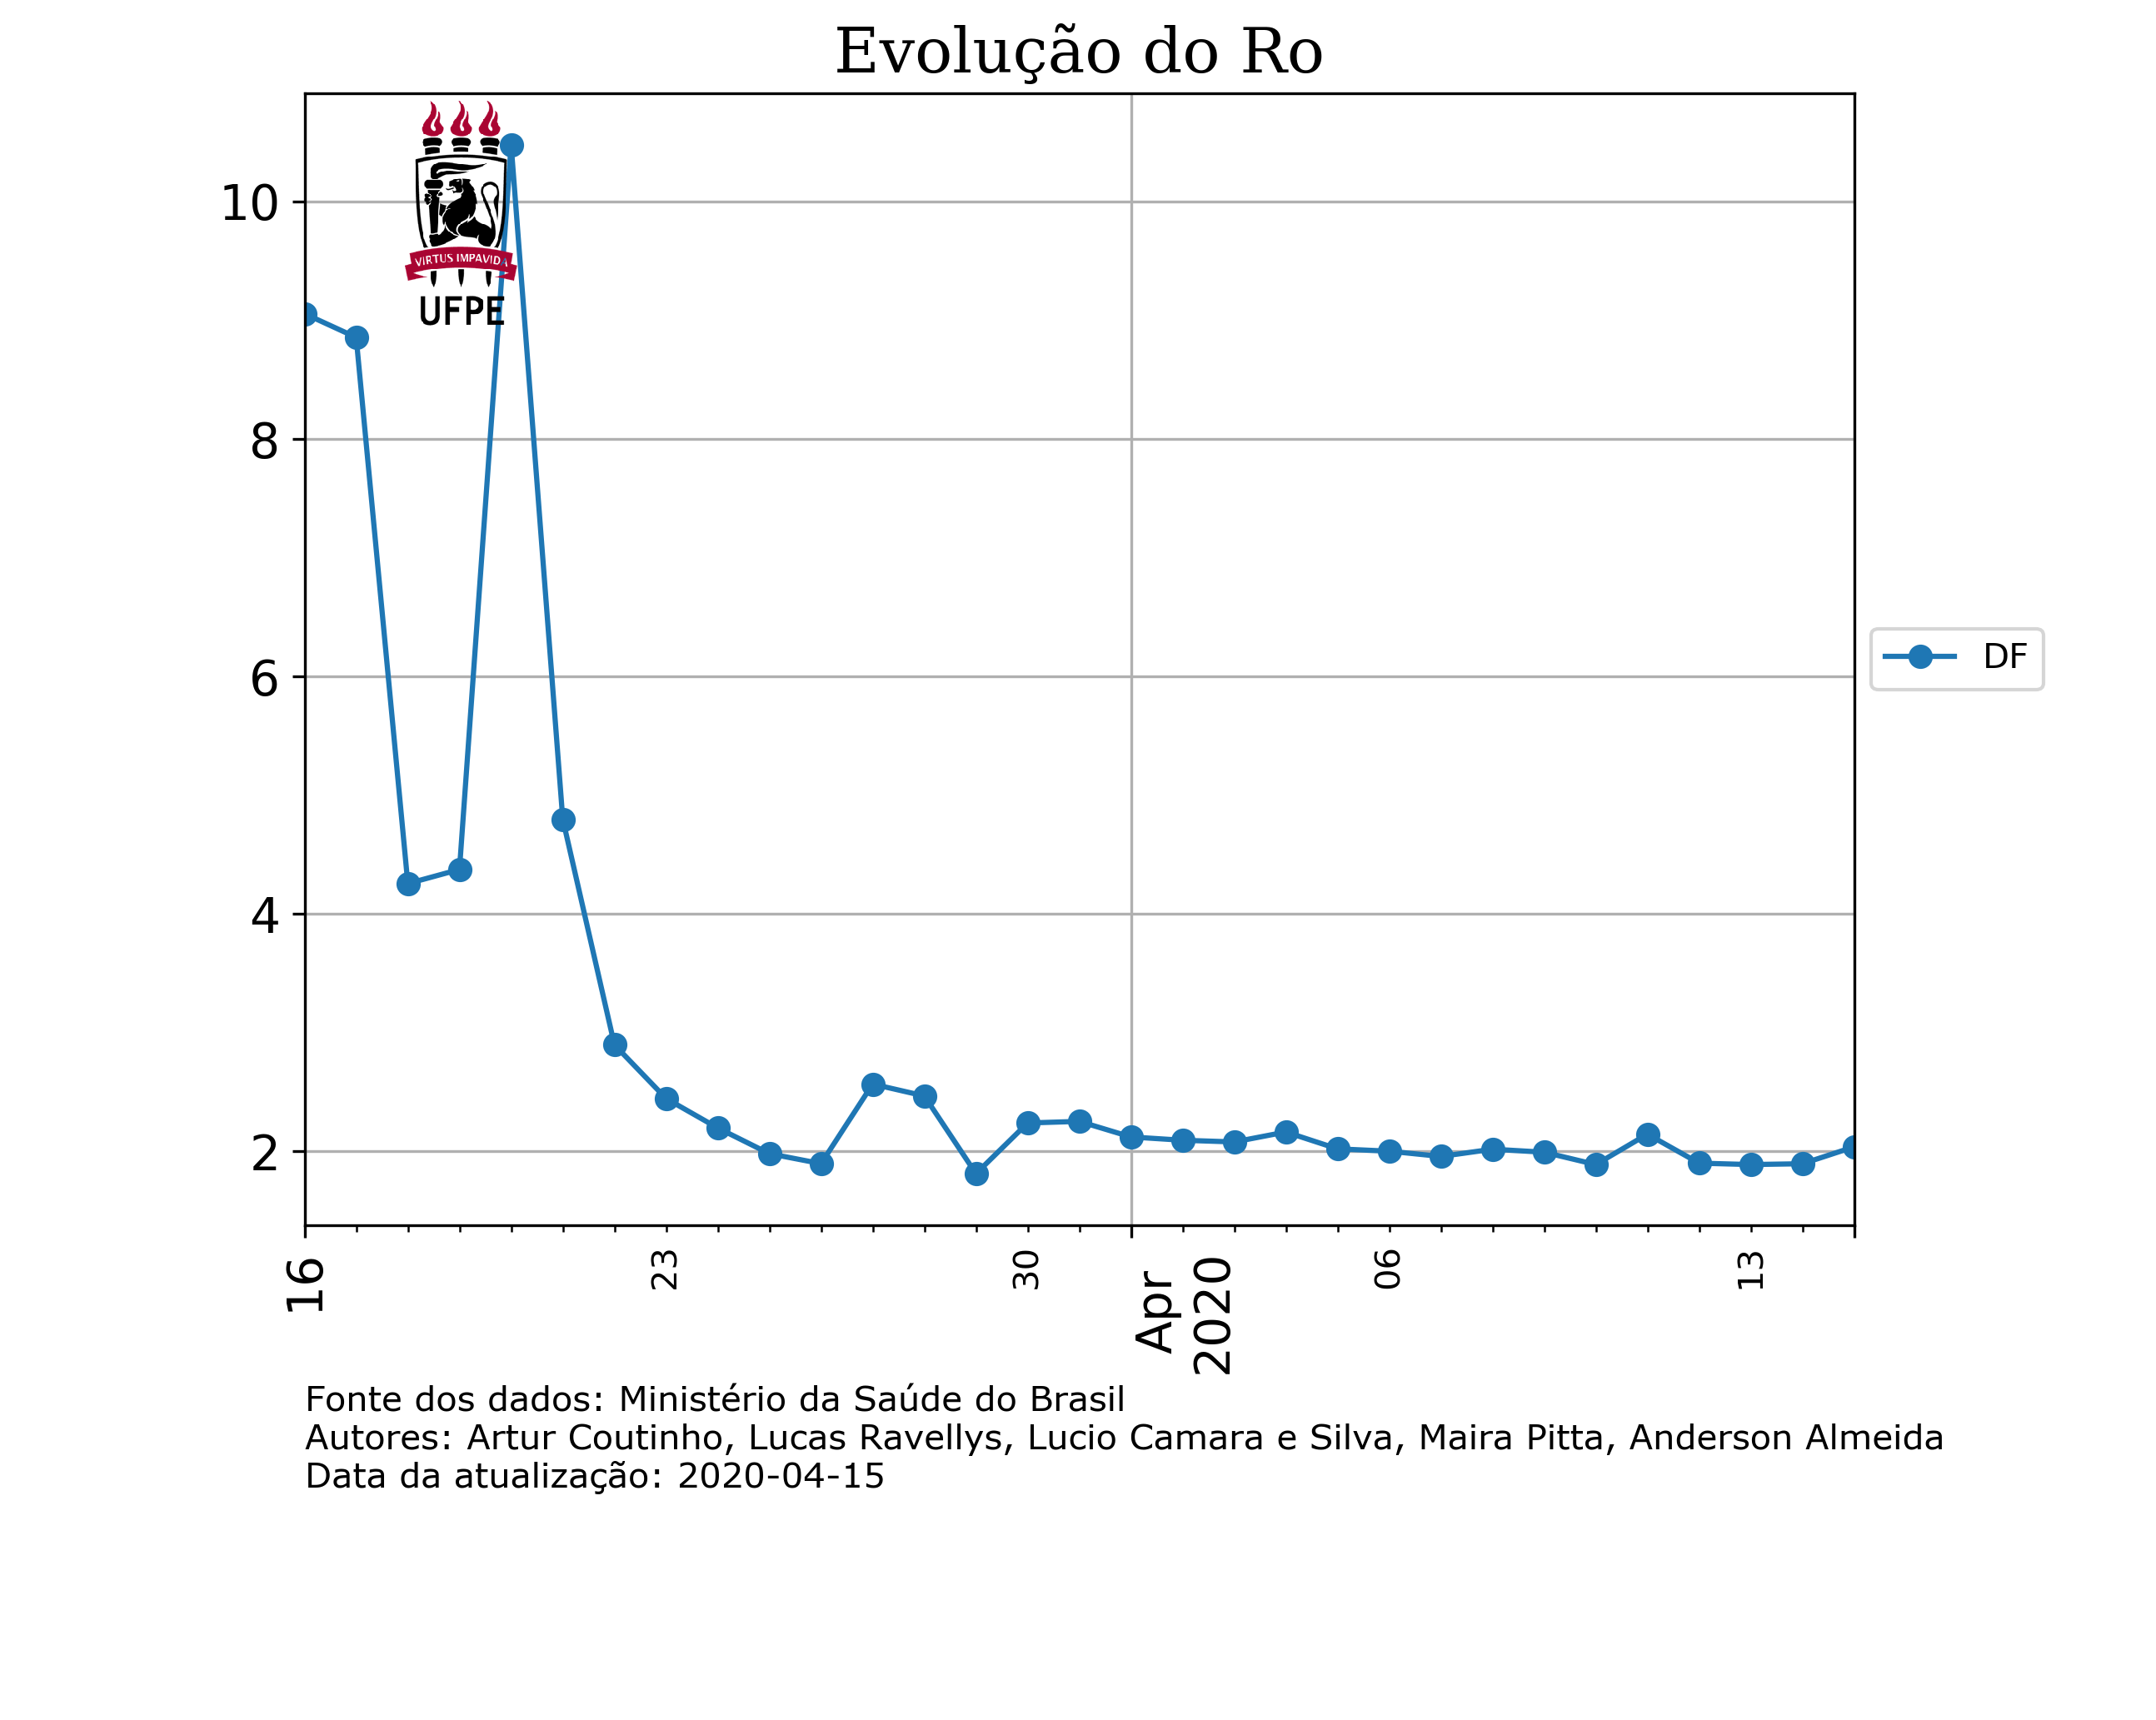 Evolução do Ro
10
8
6
4
2
VIRTUS IMPAVID
UFPE
DF
16
23
30
Apr
2020
06
13
Fonte dos dados: Ministério da Saúde do Brasil
Autores: Artur Coutinho, Lucas Ravellys, Lucio Camara e Silva, Maira Pitta, Anderson Almeida
Data da atualização: 2020-04-15